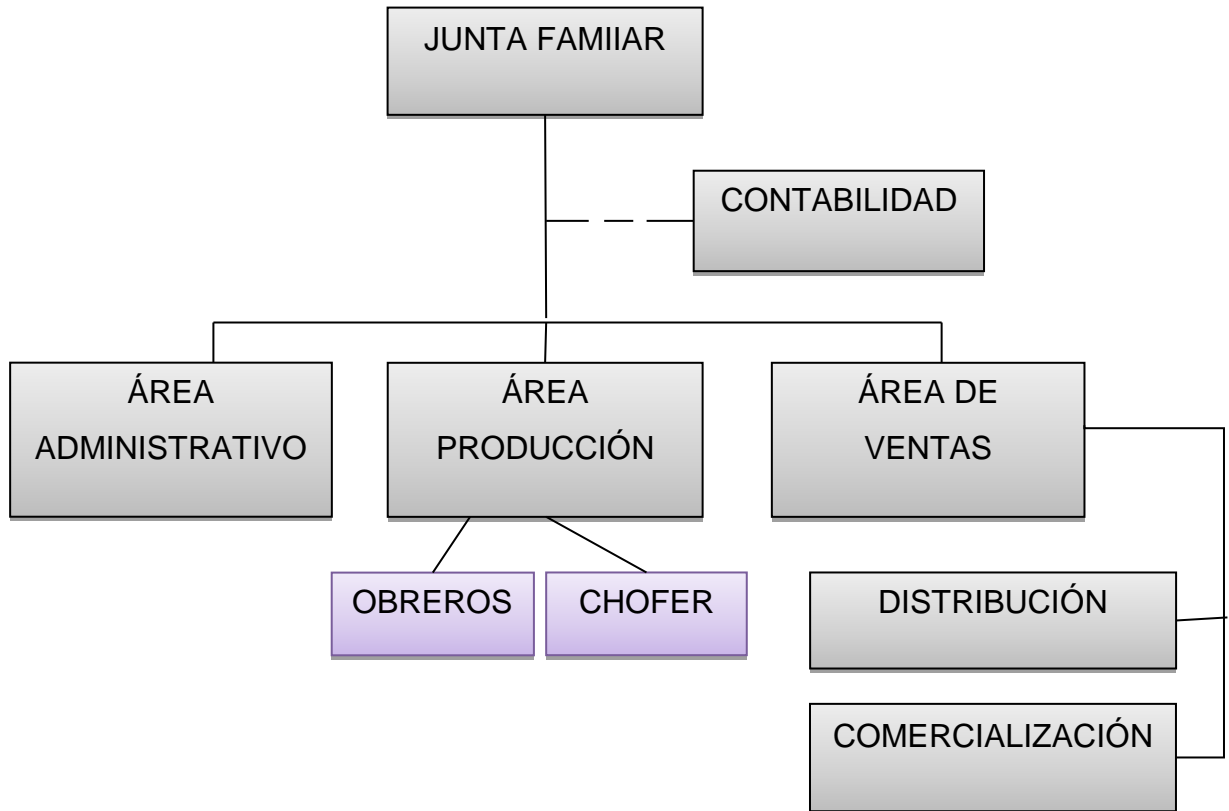 JUNTA FAMIIAR
CONTABILIDAD
ÁREA
ADMINISTRATIVO
ÁREA
PRODUCCIÓN
ÁREA DE
VENTAS
OBREROS
CHOFER
DISTRIBUCIÓN
COMERCIALIZACIÓN